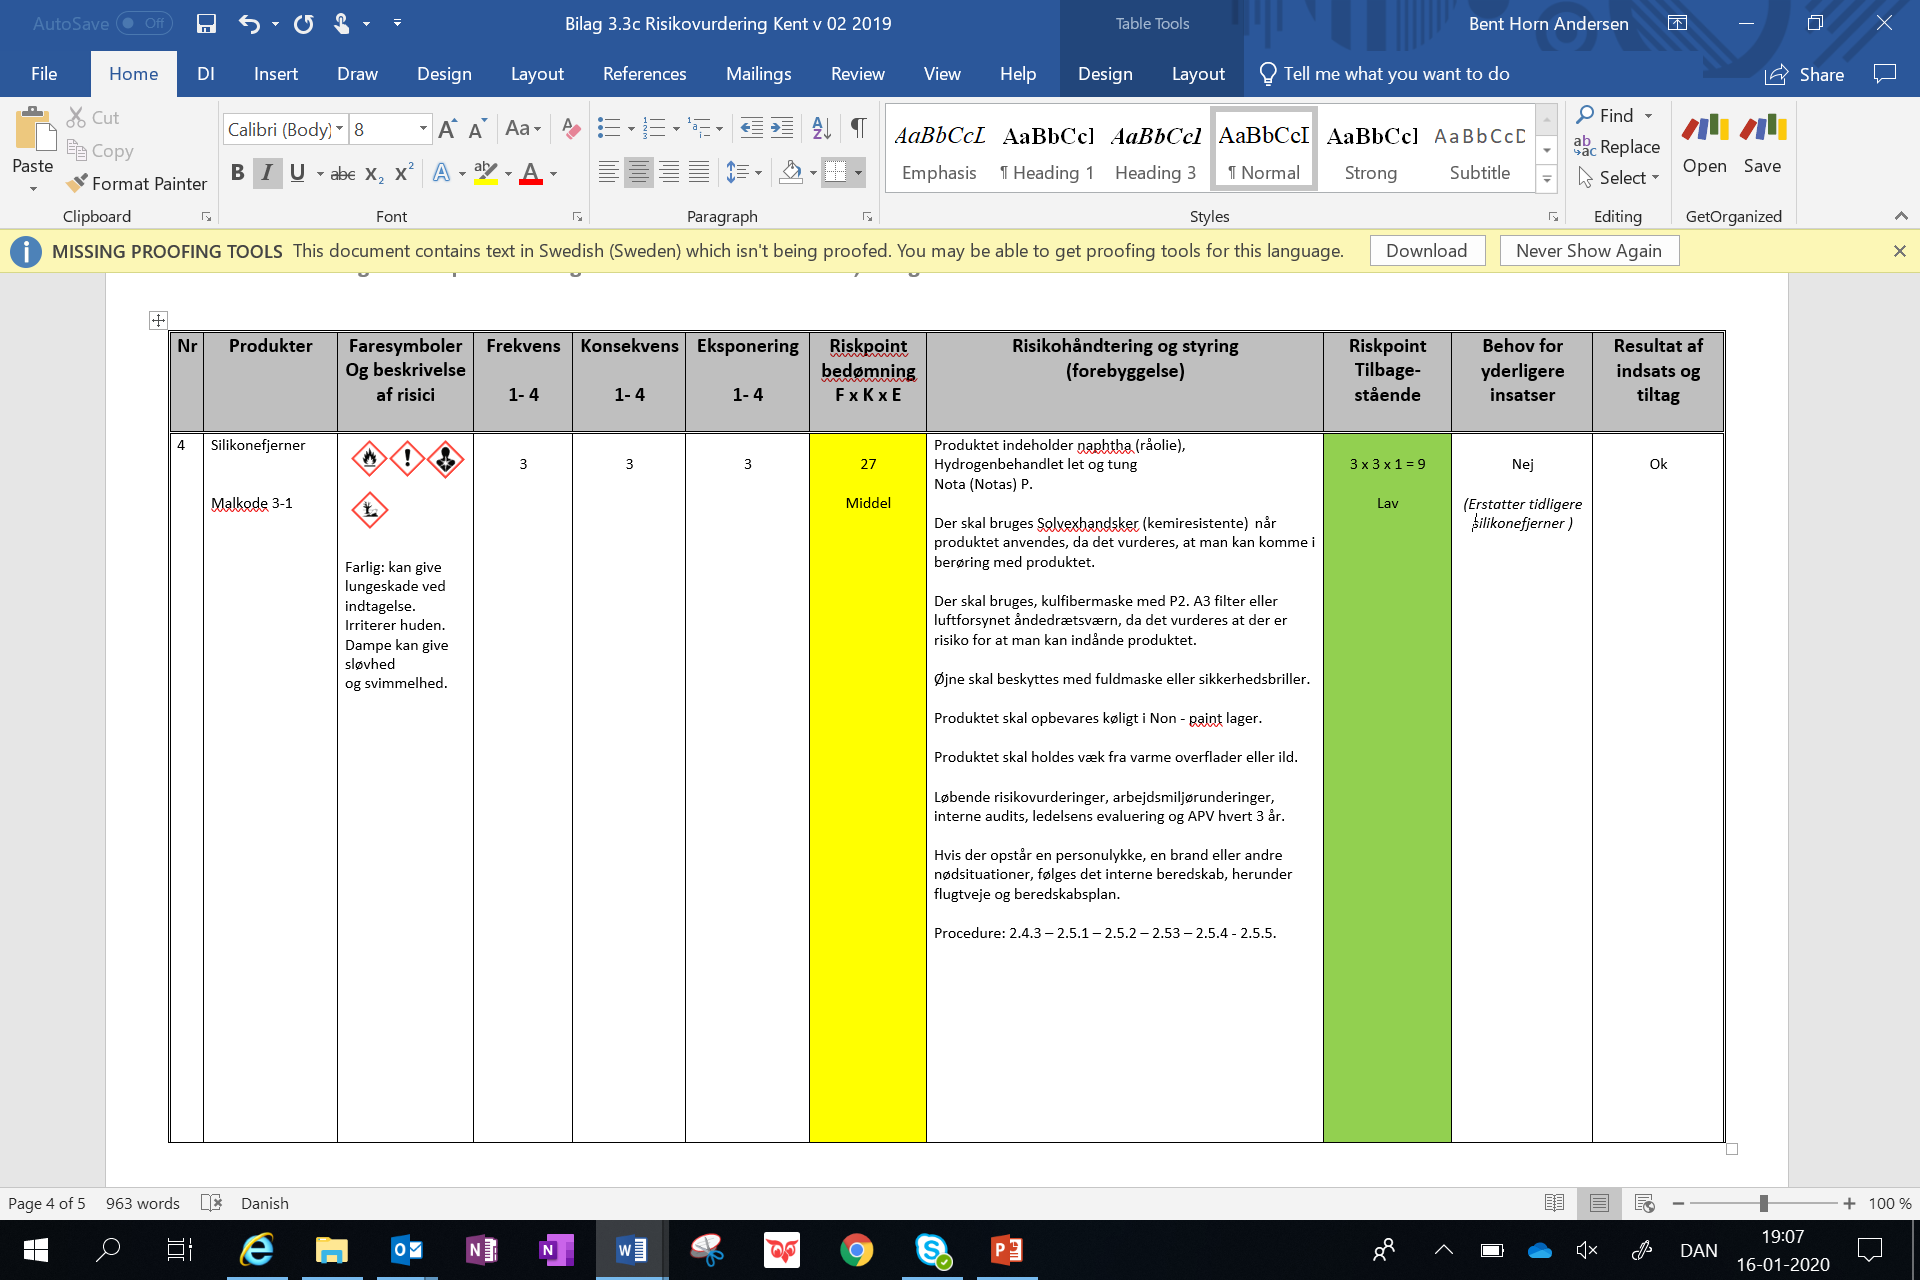 AutoSave Off
Bilag 3.3c Risikovurdering Kent v 02 2019
Table Tools
Bent Horn Andersen
File Home DI Insert Draw Design Layout References Mailings Review View Help Design Layout Tell me what you want to do Share
Paste
Cut
Copy
Format Painter
Clipboard
Calibri (Body) 8
Font
Paragraph
AaBbCcI AaBbCcI AaBbCcI AaBbCcI AaBbCcI AaBbCcD
Emphasis ¶ Heading 1 Heading 3 ¶ Normal Strong Subtitle
Styles
Find
Replace
Select
Editing
Open Save
GetOrganized
MISSING PROOFING TOOLS This document contains text in Swedish (Sweden) which isn't being proofed. You may be able to get proofing tools for this language. Download Never Show Again
Nr
Produkter
Faresymboler
Og beskrivelse
af risici
Frekvens
1- 4
Konsekvens
1- 4
Eksponering
1- 4
Riskpoint
bedømning
F x K x E
Risikohåndtering og styring
(forebyggelse)
Riskpoint
Tilbage-
stående
Behov for
yderligere
insatser
Resultat af
indsats og
tiltag
4
Silikonefjerner
Malkode 3-1
Farlig: kan give
lungeskade ved
indtagelse.
Irriterer huden.
Dampe kan give
sløvhed
og svimmelhed.
3
3
3
27
Middel
Produktet indeholder naphtha (råolie),
Hydrogenbehandlet let og tung
Nota (Notas) P.
Der skal bruges Solvexhandsker (kemiresistente) når
produktet anvendes, da det vurderes, at man kan komme i
berøring med produktet.
Der skal bruges, kulfibermaske med P2. A3 filter eller
luftforsynet åndedrætsværn, da det vurderes at der er
risiko for at man kan indånde produktet.
Øjne skal beskyttes med fuldmaske eller sikkerhedsbriller.
Produktet skal opbevares køligt i Non - paint lager.
Produktet skal holdes væk fra varme overflader eller ild.
Løbende risikovurderinger, arbejdsmiljørunderinger,
interne audits, ledelsens evaluering og APV hvert 3 år.
Hvis der opstår en personulykke, en brand eller andre
nødsituationer, følges det interne beredskab, herunder
flugtveje og beredskabsplan.
Procedure: 2.4.3 – 2.5.1 – 2.5.2 – 2.53 – 2.5.4 - 2.5.5.
3 x 3 x 1 = 9
Lav
Nej
(Erstatter tidligere
silikonefjerner )
Ok
Page 4 of 5 963 words Danish
100 %
DAN
19:07
16-01-2020